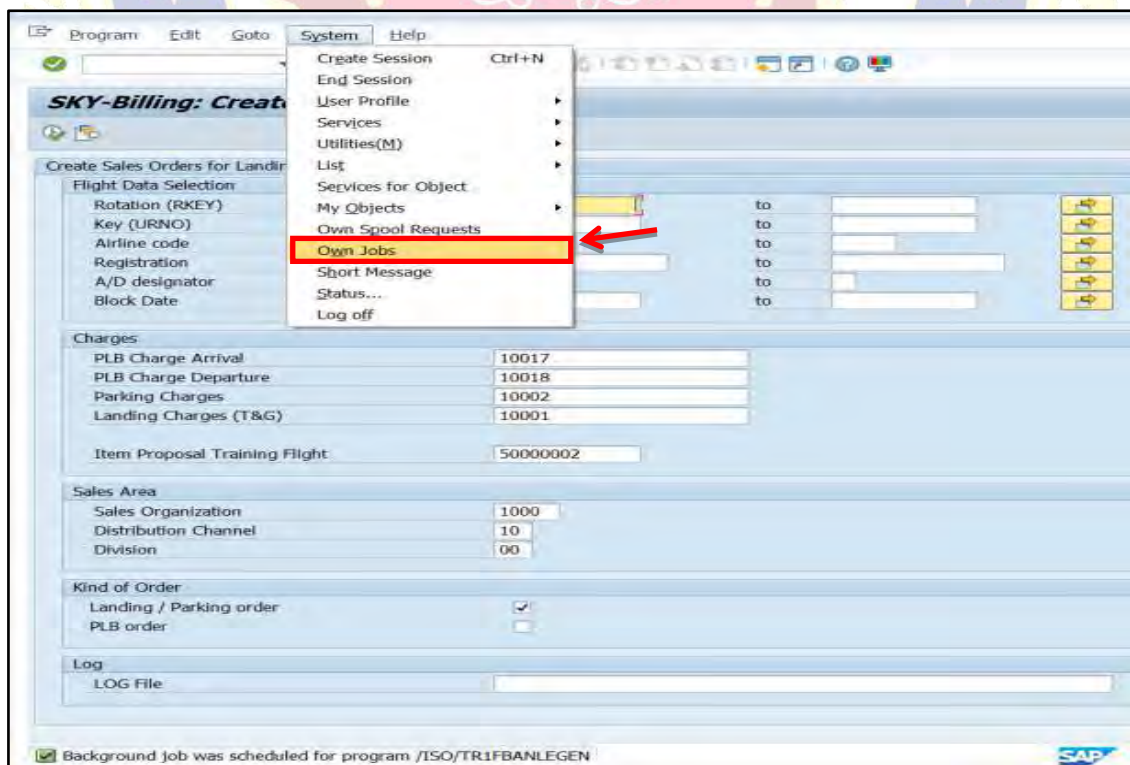 Program Edit Goto System Help
Create Session Ctrl+N
End Session
SKY-Billing: Creat
User Profile
Services
Utilities(M)
Create Sales Orders for Landin
List
Flight Data Selection
Services for Object
Rotation (RKEY) to
My Objects
Key (URNO) to
Own Spool Requests
Airline code to
Own Jobs
Registration to
Short Message
A/D designator to
Status...
Block Date to
Log off
Charges
PLB Charge Arrival 10017
PLB Charge Departure 10018
Parking Charges 10002
Landing Charges (T&G) 10001
Item Proposal Training Flight 50000002
Sales Area
Sales Organization 1000
Distribution Channel 10
Division 00
Kind of Order
Landing / Parking order
PLB order
Log
LOG File
Background job was scheduled for program /ISO/TR1FBANLEGEN
SAP